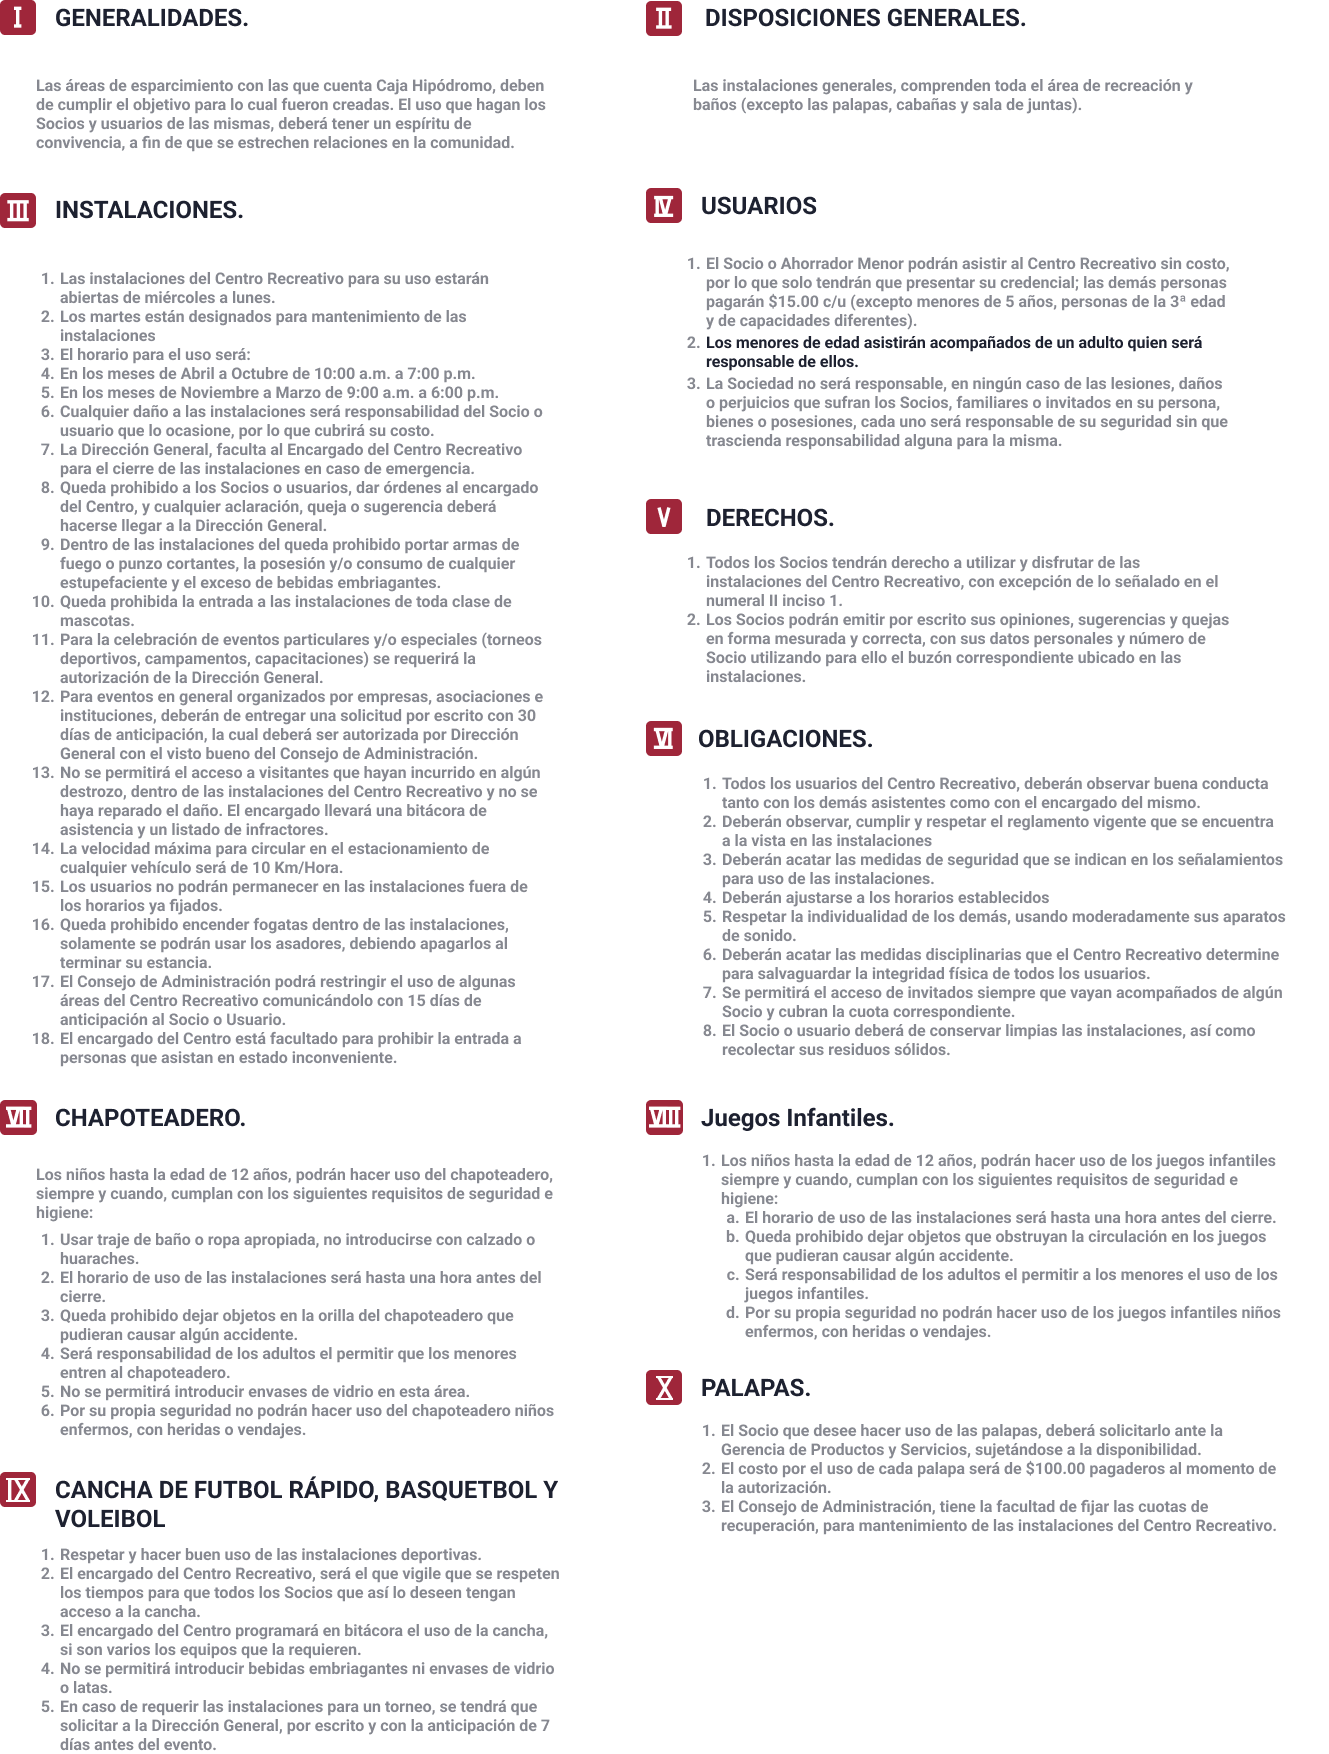 I
GENERALIDADES.
Las áreas de esparcimiento con las que cuenta Caja Hipódromo, deben
de cumplir el objetivo para lo cual fueron creadas. El uso que hagan los
Socios y usuarios de las mismas, deberá tener un espíritu de
convivencia, a fin de que se estrechen relaciones en la comunidad.
II
DISPOSICIONES GENERALES.
Las instalaciones generales, comprenden toda el área de recreación y
baños (excepto las palapas, cabañas y sala de juntas).
III
INSTALACIONES.
1. Las instalaciones del Centro Recreativo para su uso estarán
abiertas de miércoles a lunes.
2. Los martes están designados para mantenimiento de las
instalaciones
3. El horario para el uso será:
4. En los meses de Abril a Octubre de 10:00 a.m. a 7:00 p.m.
5. En los meses de Noviembre a Marzo de 9:00 a.m. a 6:00 p.m.
6. Cualquier daño a las instalaciones será responsabilidad del Socio o
usuario que lo ocasione, por lo que cubrirá su costo.
7. La Dirección General, faculta al Encargado del Centro Recreativo
para el cierre de las instalaciones en caso de emergencia.
8. Queda prohibido a los Socios o usuarios, dar órdenes al encargado
del Centro, y cualquier aclaración, queja o sugerencia deberá
hacerse llegar a la Dirección General.
9. Dentro de las instalaciones del queda prohibido portar armas de
fuego o punzo cortantes, la posesión y/o consumo de cualquier
estupefaciente y el exceso de bebidas embriagantes.
10. Queda prohibida la entrada a las instalaciones de toda clase de
mascotas.
11. Para la celebración de eventos particulares y/o especiales (torneos
deportivos, campamentos, capacitaciones) se requerirá la
autorización de la Dirección General.
12. Para eventos en general organizados por empresas, asociaciones e
instituciones, deberán de entregar una solicitud por escrito con 30
días de anticipación, la cual deberá ser autorizada por Dirección
General con el visto bueno del Consejo de Administración.
13. No se permitirá el acceso a visitantes que hayan incurrido en algún
destrozo, dentro de las instalaciones del Centro Recreativo y no se
haya reparado el daño. El encargado llevará una bitácora de
asistencia y un listado de infractores.
14. La velocidad máxima para circular en el estacionamiento de
cualquier vehículo será de 10 Km/Hora.
15. Los usuarios no podrán permanecer en las instalaciones fuera de
los horarios ya fijados.
16. Queda prohibido encender fogatas dentro de las instalaciones,
solamente se podrán usar los asadores, debiendo apagarlos al
terminar su estancia.
17. El Consejo de Administración podrá restringir el uso de algunas
áreas del Centro Recreativo comunicándolo con 15 días de
anticipación al Socio o Usuario.
18. El encargado del Centro está facultado para prohibir la entrada a
personas que asistan en estado inconveniente.
IV
USUARIOS
1. El Socio o Ahorrador Menor podrán asistir al Centro Recreativo sin costo,
por lo que solo tendrán que presentar su credencial; las demás personas
pagarán $15.00 c/u (excepto menores de 5 años, personas de la 3ª edad
y de capacidades diferentes).
2. Los menores de edad asistirán acompañados de un adulto quien será
responsable de ellos.
3. La Sociedad no será responsable, en ningún caso de las lesiones, daños
o perjuicios que sufran los Socios, familiares o invitados en su persona,
bienes o posesiones, cada uno será responsable de su seguridad sin que
trascienda responsabilidad alguna para la misma.
V
DERECHOS.
1. Todos los Socios tendrán derecho a utilizar y disfrutar de las
instalaciones del Centro Recreativo, con excepción de lo señalado en el
numeral II inciso 1.
2. Los Socios podrán emitir por escrito sus opiniones, sugerencias y quejas
en forma mesurada y correcta, con sus datos personales y número de
Socio utilizando para ello el buzón correspondiente ubicado en las
instalaciones.
VI
OBLIGACIONES.
1. Todos los usuarios del Centro Recreativo, deberán observar buena conducta
tanto con los demás asistentes como con el encargado del mismo.
2. Deberán observar, cumplir y respetar el reglamento vigente que se encuentra
a la vista en las instalaciones
3. Deberán acatar las medidas de seguridad que se indican en los señalamientos
para uso de las instalaciones.
4. Deberán ajustarse a los horarios establecidos
5. Respetar la individualidad de los demás, usando moderadamente sus aparatos
de sonido.
6. Deberán acatar las medidas disciplinarias que el Centro Recreativo determine
para salvaguardar la integridad física de todos los usuarios.
7. Se permitirá el acceso de invitados siempre que vayan acompañados de algún
Socio y cubran la cuota correspondiente.
8. El Socio o usuario deberá de conservar limpias las instalaciones, así como
recolectar sus residuos sólidos.
VII
CHAPOTEADERO.
Los niños hasta la edad de 12 años, podrán hacer uso del chapoteadero,
siempre y cuando, cumplan con los siguientes requisitos de seguridad e
higiene:
1. Usar traje de baño o ropa apropiada, no introducirse con calzado o
huaraches.
2. El horario de uso de las instalaciones será hasta una hora antes del
cierre.
3. Queda prohibido dejar objetos en la orilla del chapoteadero que
pudieran causar algún accidente.
4. Será responsabilidad de los adultos el permitir que los menores
entren al chapoteadero.
5. No se permitirá introducir envases de vidrio en esta área.
6. Por su propia seguridad no podrán hacer uso del chapoteadero niños
enfermos, con heridas o vendajes.
VIII
Juegos Infantiles.
1. Los niños hasta la edad de 12 años, podrán hacer uso de los juegos infantiles
siempre y cuando, cumplan con los siguientes requisitos de seguridad e
higiene:
a. El horario de uso de las instalaciones será hasta una hora antes del cierre.
b. Queda prohibido dejar objetos que obstruyan la circulación en los juegos
que pudieran causar algún accidente.
c. Será responsabilidad de los adultos el permitir a los menores el uso de los
juegos infantiles.
d. Por su propia seguridad no podrán hacer uso de los juegos infantiles niños
enfermos, con heridas o vendajes.
IX
CANCHA DE FUTBOL RÁPIDO, BASQUETBOL Y
VOLEIBOL
1. Respetar y hacer buen uso de las instalaciones deportivas.
2. El encargado del Centro Recreativo, será el que vigile que se respeten
los tiempos para que todos los Socios que así lo deseen tengan
acceso a la cancha.
3. El encargado del Centro programará en bitácora el uso de la cancha,
si son varios los equipos que la requieren.
4. No se permitirá introducir bebidas embriagantes ni envases de vidrio
o latas.
5. En caso de requerir las instalaciones para un torneo, se tendrá que
solicitar a la Dirección General, por escrito y con la anticipación de 7
días antes del evento.
X
PALAPAS.
1. El Socio que desee hacer uso de las palapas, deberá solicitarlo ante la
Gerencia de Productos y Servicios, sujetándose a la disponibilidad.
2. El costo por el uso de cada palapa será de $100.00 pagaderos al momento de
la autorización.
3. El Consejo de Administración, tiene la facultad de fijar las cuotas de
recuperación, para mantenimiento de las instalaciones del Centro Recreativo.